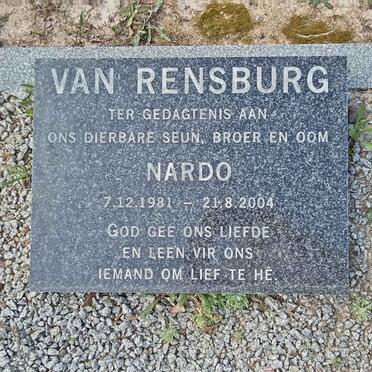 VAN RENSBURG
TER GEDAGTENIS AAN
ONS DIERBARE SEUN, BROER EN OOM
NARDO
7.12.1981 – 21.8.2004
GOD GEE ONS LIEFDE
EN LEEN VIR ONS
IEMAND OM LIEF TE HÊ.